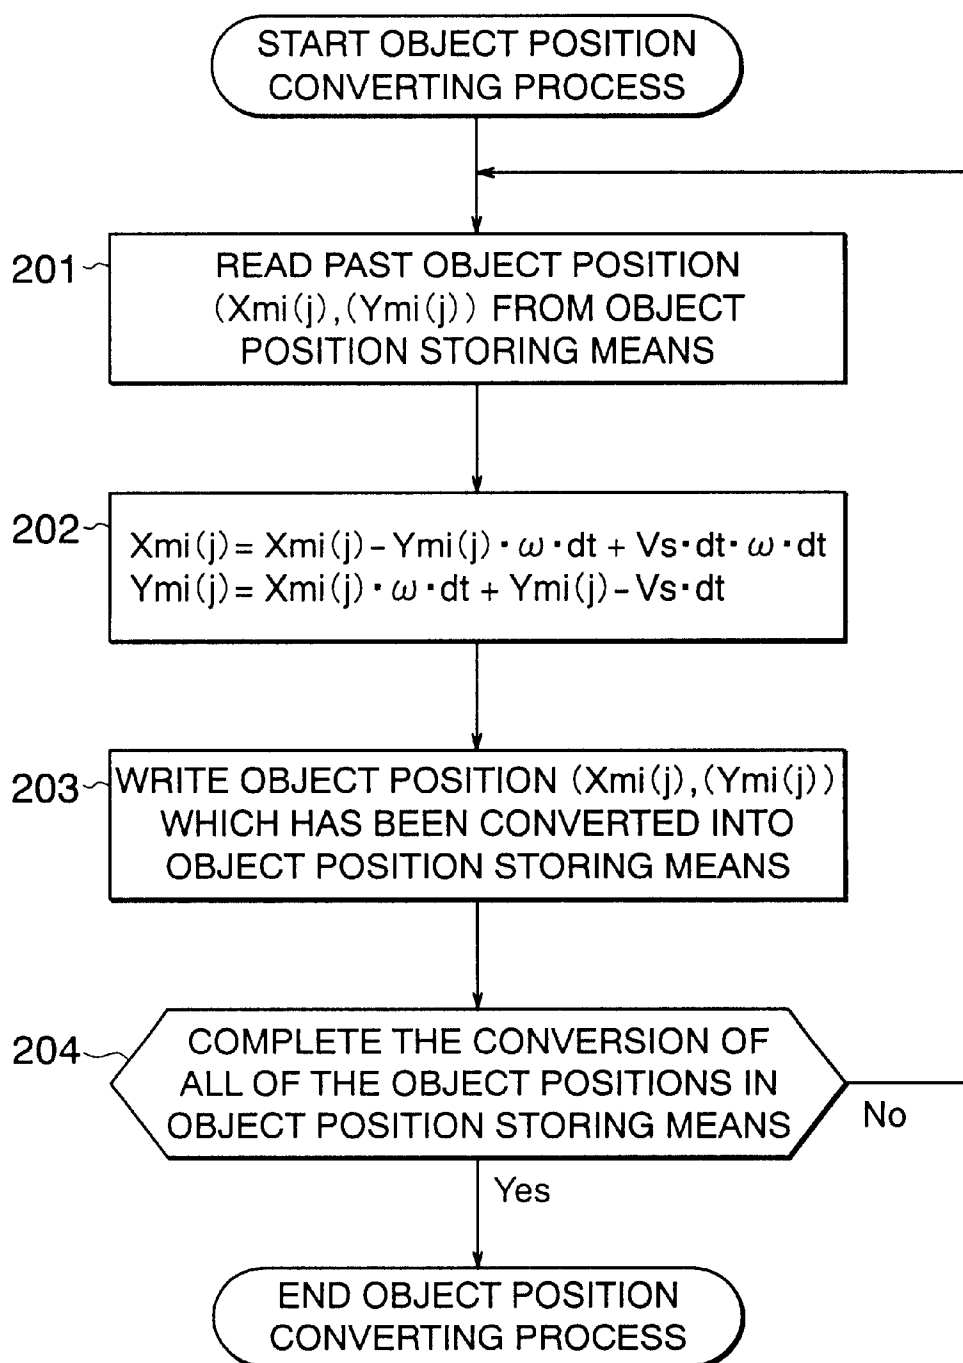 START OBJECT POSITION
CONVERTING PROCESS
201
READ PAST OBJECT POSITION
(Xmi(j),(Ymi(j)) FROM OBJECT
POSITION STORING MEANS
202
Xmi(j)= Xmi(j)-Ymi(j)・ω・dt + Vs・dt・ω・dt
Ymi(j)= Xmi(j)・ω・dt + Ymi(j)-Vs・dt
203
WRITE OBJECT POSITION (Xmi(j),(Ymi(j))
WHICH HAS BEEN CONVERTED INTO
OBJECT POSITION STORING MEANS
204
COMPLETE THE CONVERSION OF
ALL OF THE OBJECT POSITIONS IN
OBJECT POSITION STORING MEANS
No
Yes
END OBJECT POSITION
CONVERTING PROCESS